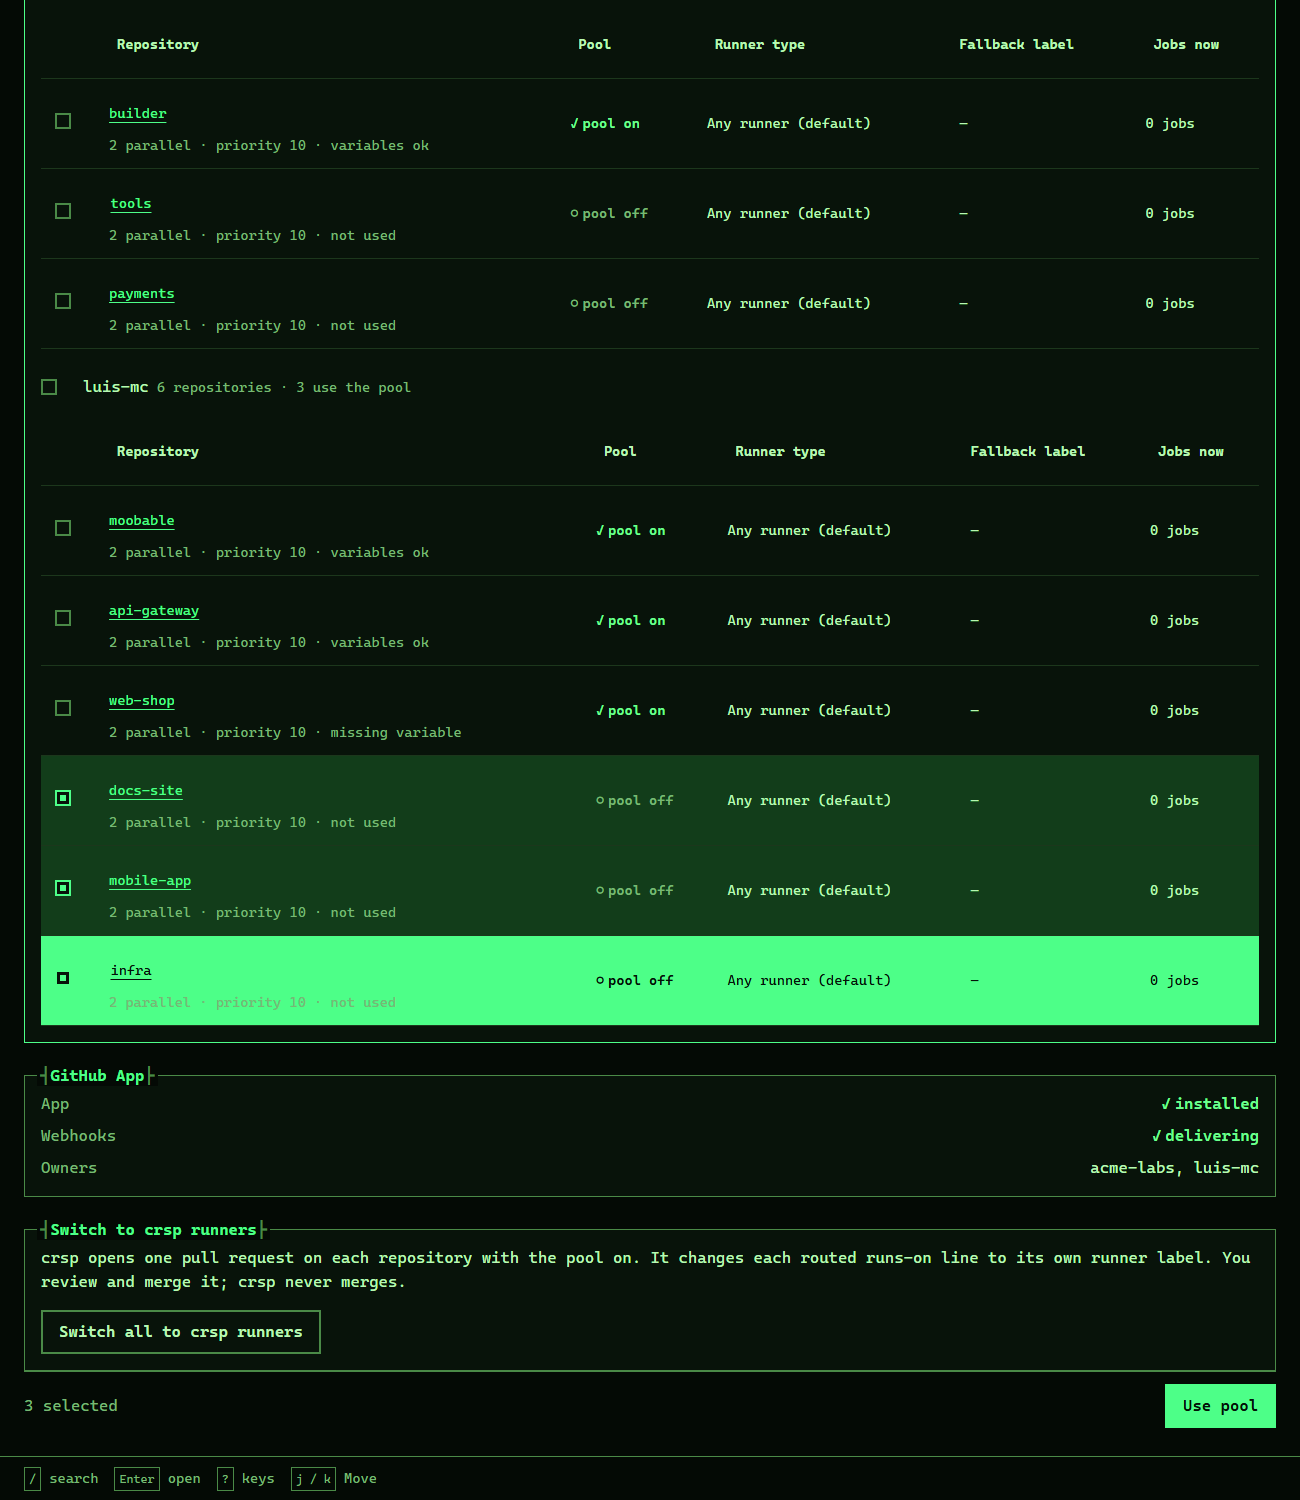 Repository Pool Runner type Fallback label Jobs now
builder
✓ pool on Any runner (default) — 0 jobs
2 parallel · priority 10 · variables ok
tools
○ pool off Any runner (default) — 0 jobs
2 parallel · priority 10 · not used
payments
○ pool off Any runner (default) — 0 jobs
2 parallel · priority 10 · not used
luis-mc 6 repositories · 3 use the pool
Repository Pool Runner type Fallback label Jobs now
moobable
✓ pool on Any runner (default) — 0 jobs
2 parallel · priority 10 · variables ok
api-gateway
✓ pool on Any runner (default) — 0 jobs
2 parallel · priority 10 · variables ok
web-shop
✓ pool on Any runner (default) — 0 jobs
2 parallel · priority 10 · missing variable
docs-site
○ pool off Any runner (default) — 0 jobs
2 parallel · priority 10 · not used
mobile-app
○ pool off Any runner (default) — 0 jobs
2 parallel · priority 10 · not used
infra
○ pool off Any runner (default) — 0 jobs
2 parallel · priority 10 · not used
GitHub App
App ✓ installed
Webhooks ✓ delivering
Owners acme-labs, luis-mc
Switch to crsp runners
crsp opens one pull request on each repository with the pool on. It changes each routed runs-on line to its own runner label. You
review and merge it; crsp never merges.
Switch all to crsp runners
3 selected Use pool
/ search Enter open ? keys j / k Move